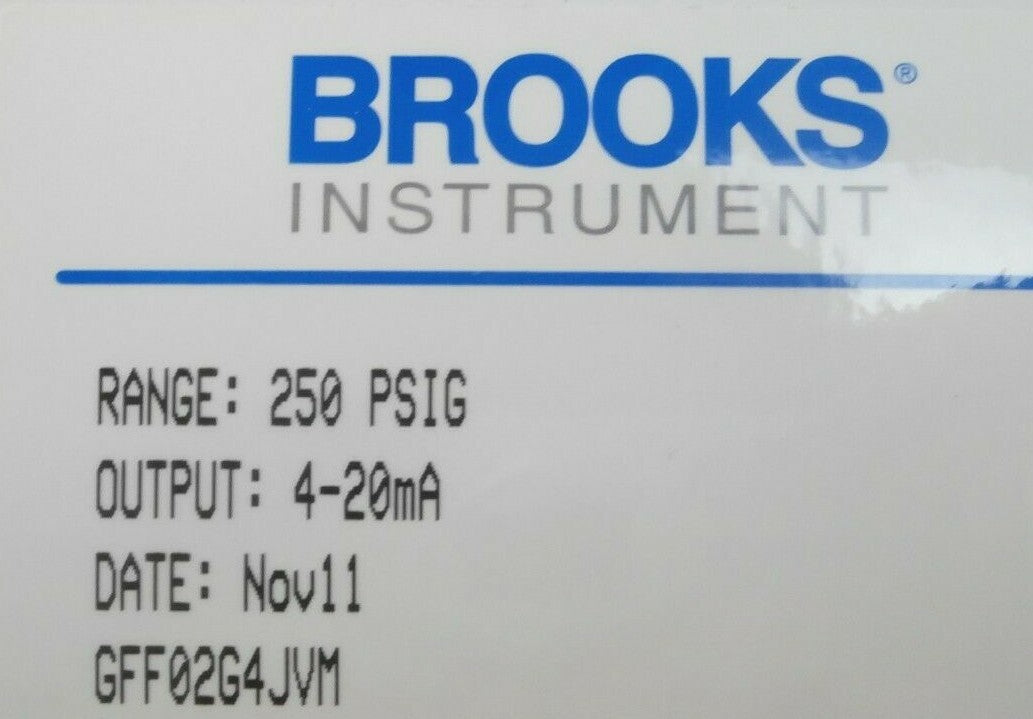 BROOKS®
INSTRUMENT
RANGE: 250 PSIG
OUTPUT: 4-20mA
DATE: Nov11
GFF02G4JVM